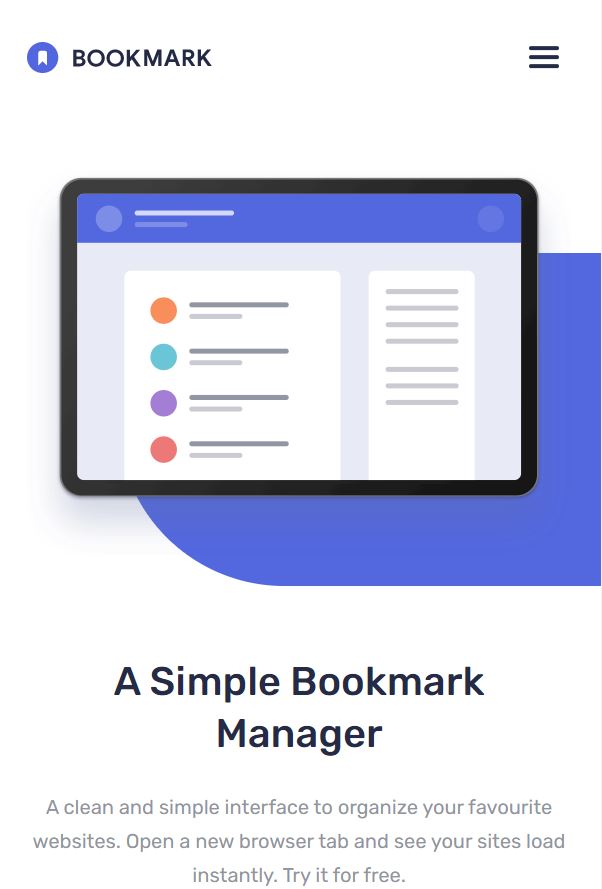 BOOKMARK
A Simple Bookmark
Manager
A clean and simple interface to organize your favourite
websites. Open a new browser tab and see your sites load
instantly. Try it for free.